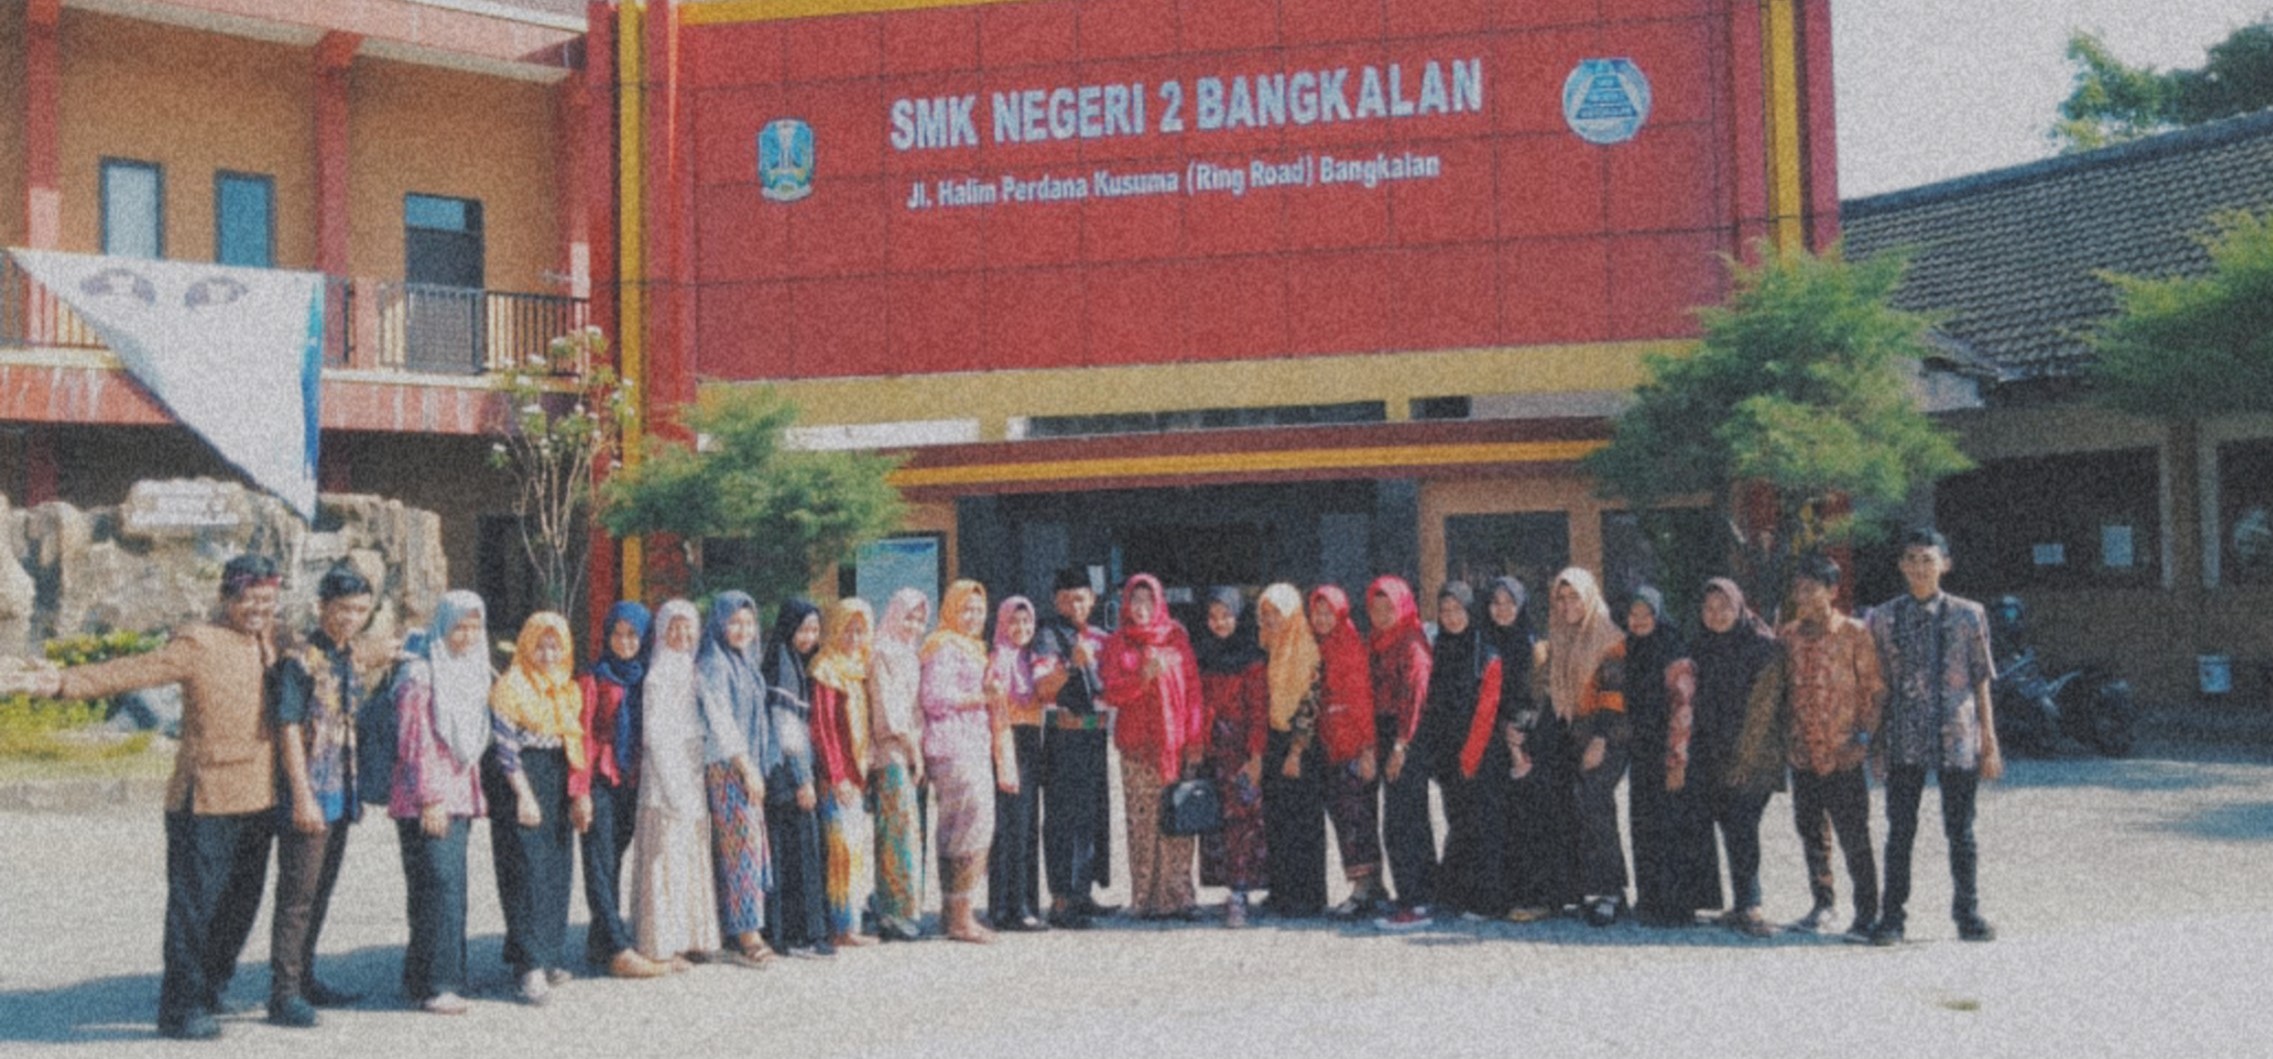 SMK NEGERI 2 BANGKALAN
Jl. Halim Perdana Kusuma (Ring Road) Bangkalan